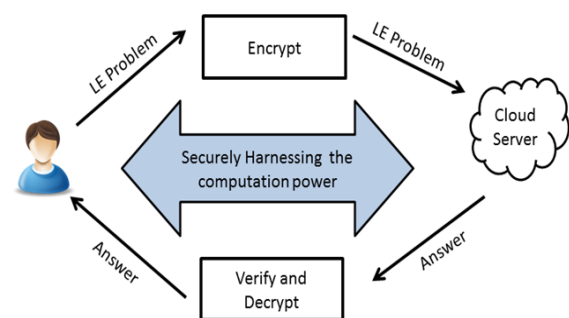 LE Problem
Encrypt
LE Problem
Cloud
Server
Securely Harnessing the
computation power
Answer
Verify and
Decrypt
Answer